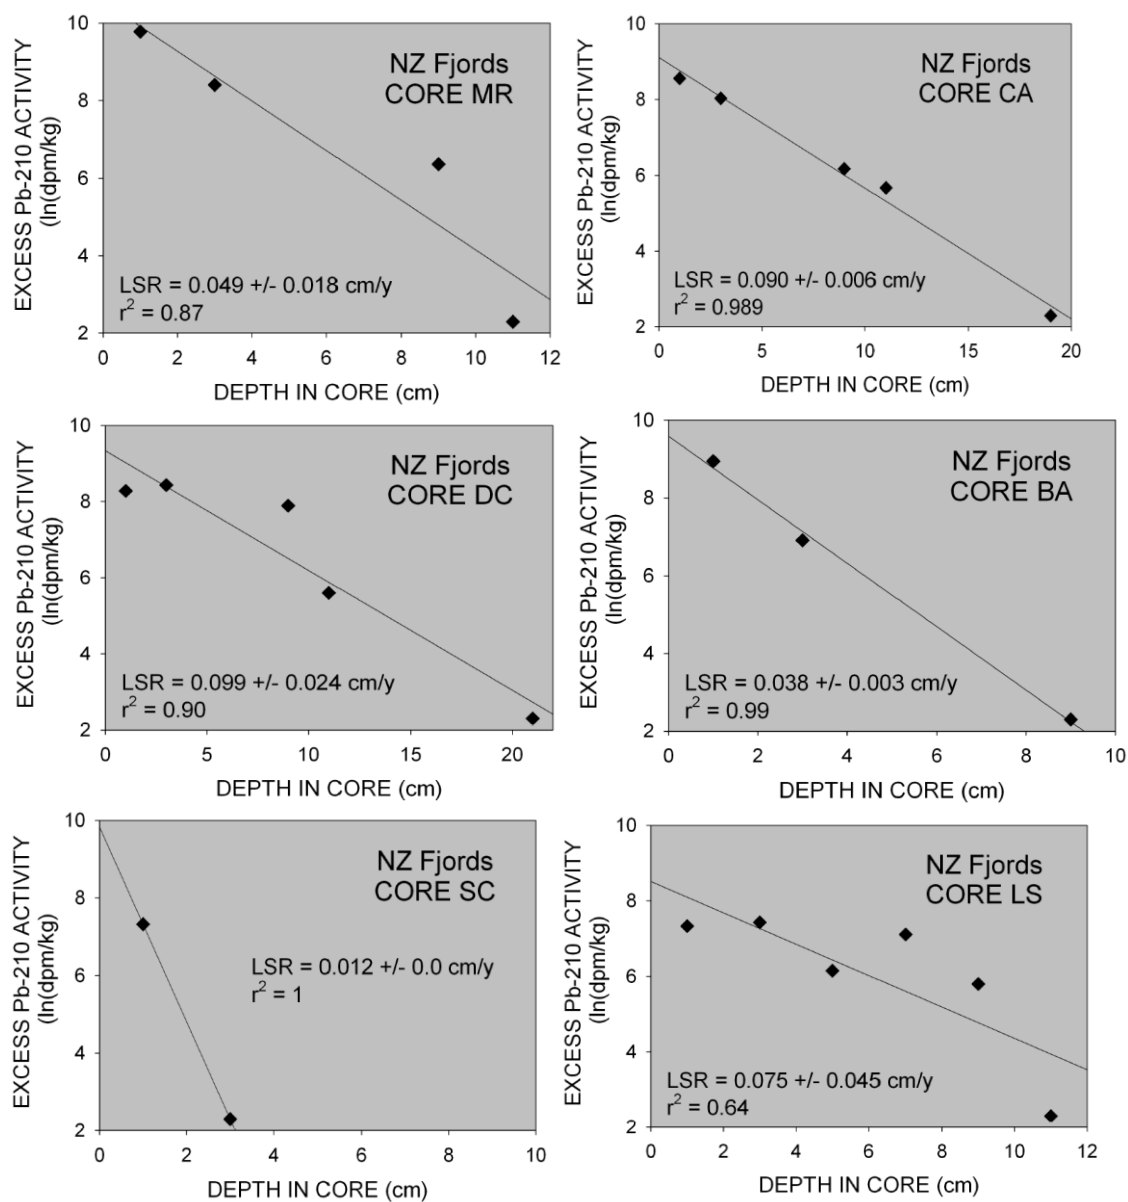 EXCESS Pb-210 ACTIVITY
(ln(dpm/kg)
10
8
6
4
2
NZ Fjords
CORE MR
LSR = 0.049 +/- 0.018 cm/y
r² = 0.87
0 2 4 6 8 10 12
DEPTH IN CORE (cm)
EXCESS Pb-210 ACTIVITY
(ln(dpm/kg)
10
8
6
4
2
NZ Fjords
CORE CA
LSR = 0.090 +/- 0.006 cm/y
r² = 0.989
0 5 10 15 20
DEPTH IN CORE (cm)
EXCESS Pb-210 ACTIVITY
(ln(dpm/kg)
10
8
6
4
2
NZ Fjords
CORE DC
LSR = 0.099 +/- 0.024 cm/y
r² = 0.90
0 5 10 15 20
DEPTH IN CORE (cm)
EXCESS Pb-210 ACTIVITY
(ln(dpm/kg)
10
8
6
4
2
NZ Fjords
CORE BA
LSR = 0.038 +/- 0.003 cm/y
r² = 0.99
0 2 4 6 8 10
DEPTH IN CORE (cm)
EXCESS Pb-210 ACTIVITY
(ln(dpm/kg)
10
8
6
4
2
NZ Fjords
CORE SC
LSR = 0.012 +/- 0.0 cm/y
r² = 1
0 2 4 6 8 10
DEPTH IN CORE (cm)
EXCESS Pb-210 ACTIVITY
(ln(dpm/kg)
10
8
6
4
2
NZ Fjords
CORE LS
LSR = 0.075 +/- 0.045 cm/y
r² = 0.64
0 2 4 6 8 10 12
DEPTH IN CORE (cm)